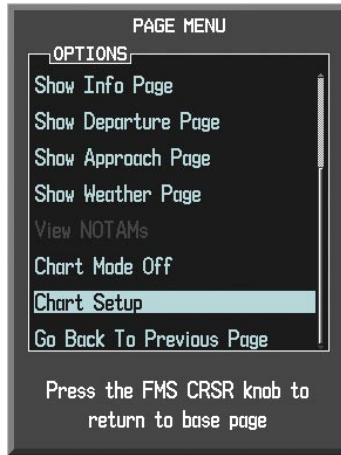 PAGE MENU
OPTIONS
Show Info Page
Show Departure Page
Show Approach Page
Show Weather Page
View NOTAMs
Chart Mode Off
Chart Setup
Go Back To Previous Page
Press the FMS CRSR knob to
return to base page